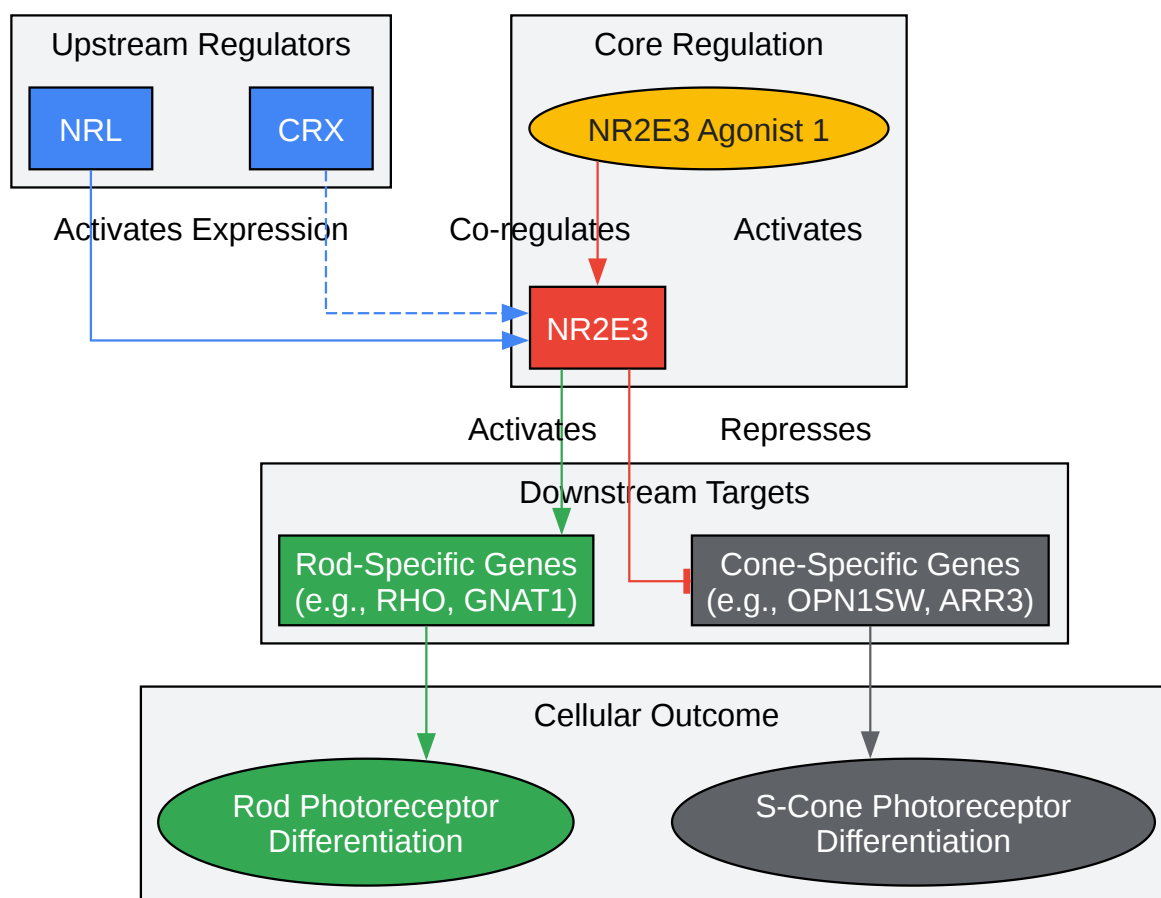 Upstream Regulators
Core Regulation
NRL
CRX
NR2E3 Agonist 1
Activates Expression
Co-regulates
Activates
NR2E3
Activates
Represses
Downstream Targets
Rod-Specific Genes
(e.g., RHO, GNAT1)
Cone-Specific Genes
(e.g., OPN1SW, ARR3)
Cellular Outcome
Rod Photoreceptor
Differentiation
S-Cone Photoreceptor
Differentiation